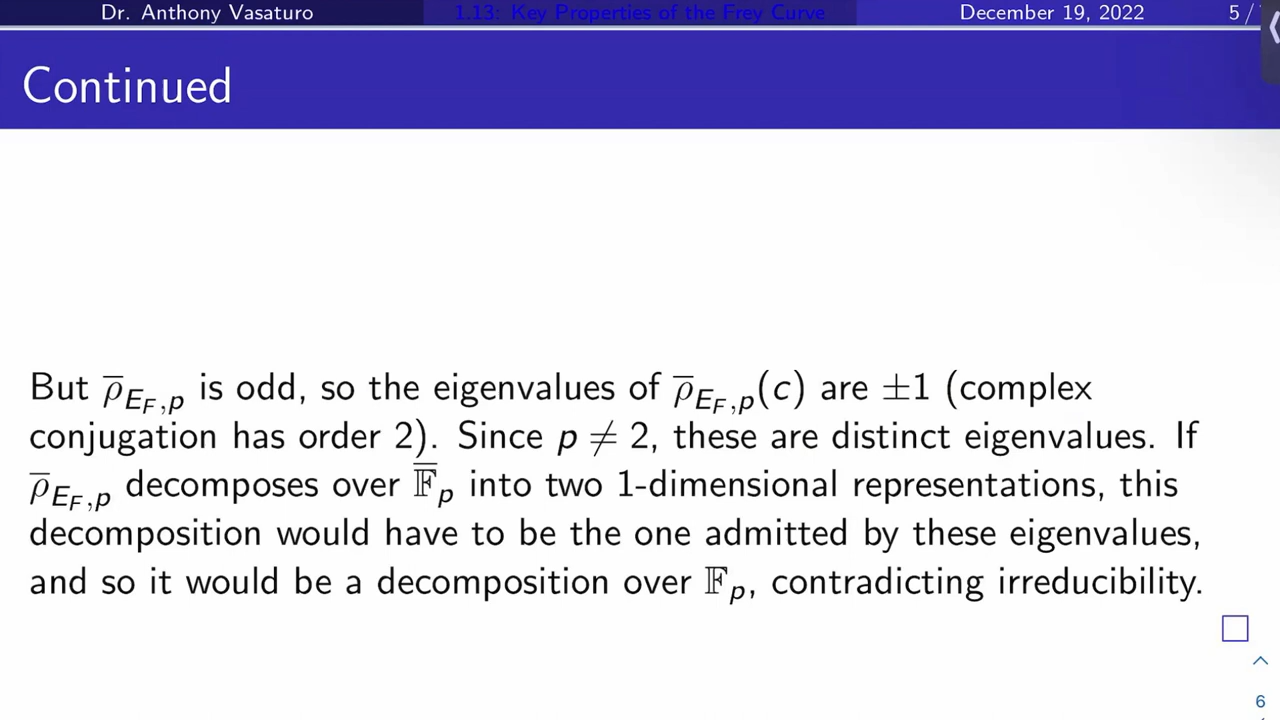 Dr. Anthony Vasaturo 1.13: Key Properties of the Frey Curve December 19, 2022 5 /
Continued
But ρ̅_{E_F,p} is odd, so the eigenvalues of ρ̅_{E_F,p}(c) are ±1 (complex
conjugation has order 2). Since p ≠ 2, these are distinct eigenvalues. If
ρ̅_{E_F,p} decomposes over 𝔽̅_p into two 1-dimensional representations, this
decomposition would have to be the one admitted by these eigenvalues,
and so it would be a decomposition over 𝔽_p, contradicting irreducibility.
□
6